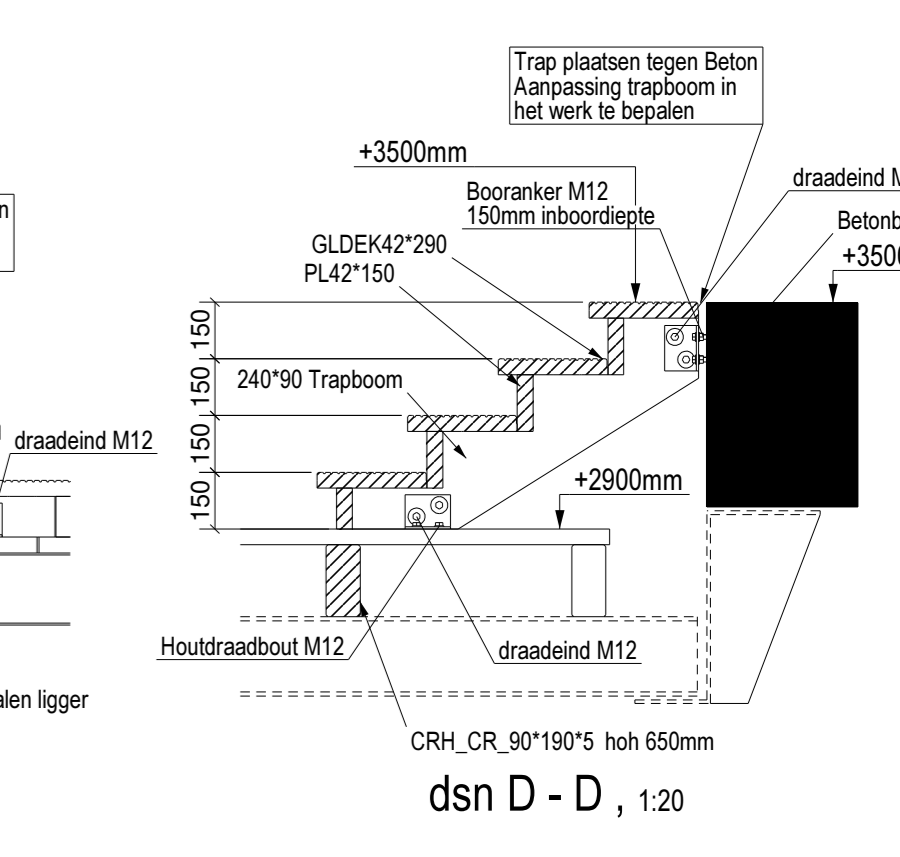 Trap plaatsen tegen Beton
Aanpassing trapboom in
het werk te bepalen
+3500mm
draadeind
Booranker M12
150mm inboordiepte
GLDEK42*290
PL42*150
240*90 Trapboom
150
150
150
150
draadeind M12
+2900mm
Houtdraadbout M12
draadeind M12
ligger
CRH_CR_90*190*5 hoh 650mm
dsn D - D , 1:20